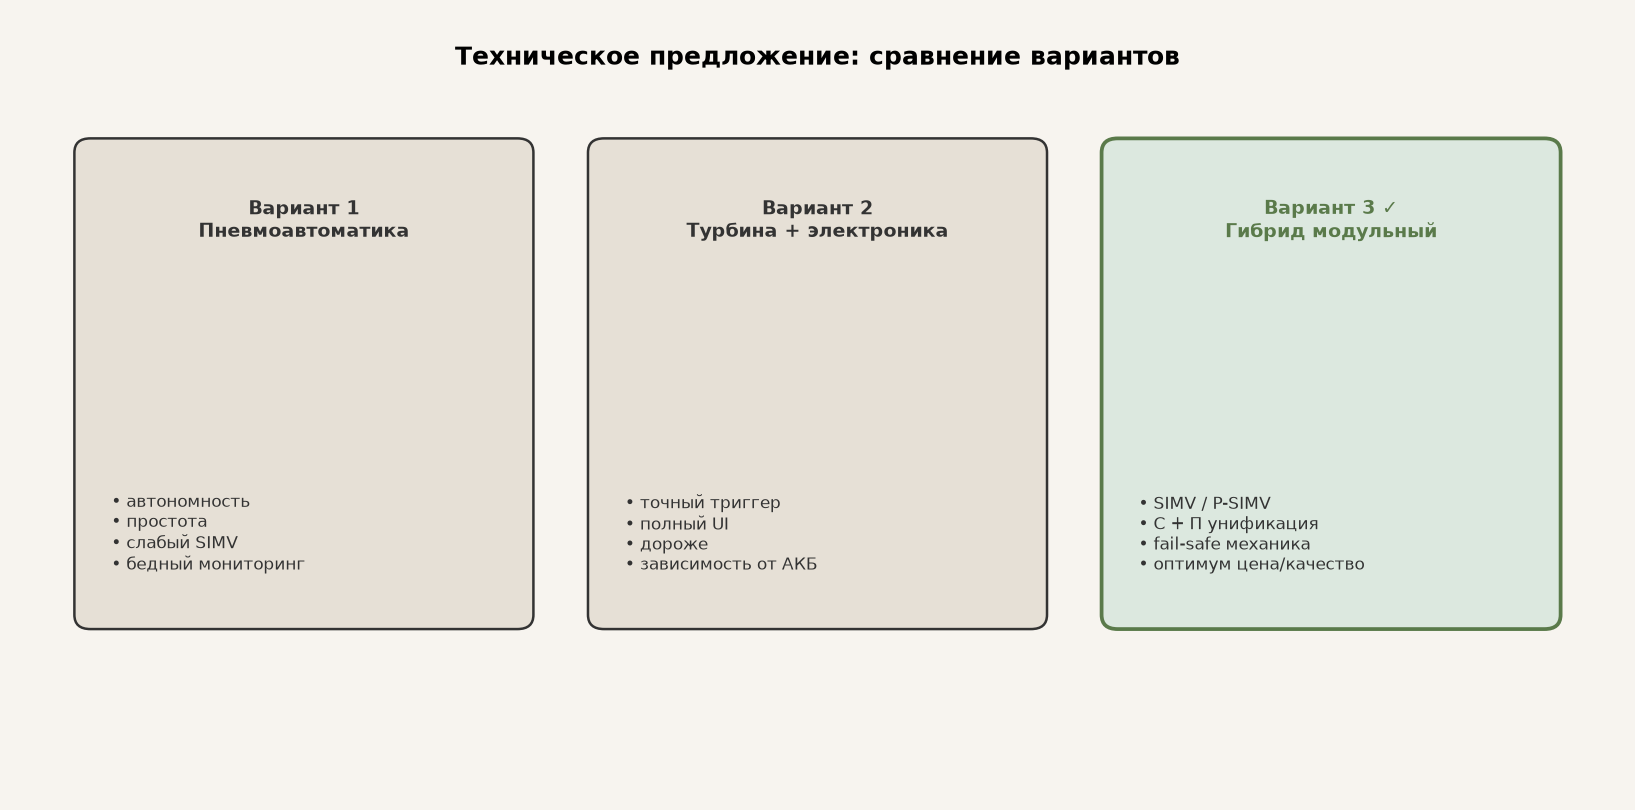 Техническое предложение: сравнение вариантов
Вариант 1
Пневмоавтоматика
• автономность
• простота
• слабый SIMV
• бедный мониторинг
Вариант 2
Турбина + электроника
• точный триггер
• полный UI
• дороже
• зависимость от АКБ
Вариант 3 ✓
Гибрид модульный
• SIMV / P-SIMV
• С + П унификация
• fail-safe механика
• оптимум цена/качество